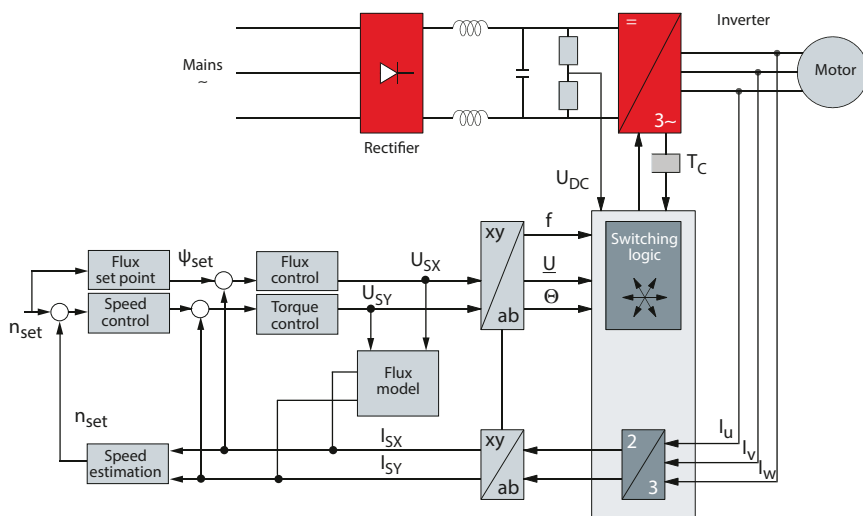 Inverter
=
Mains
~
Motor
3~
Rectifier
T_C
U_DC
xy
f
Switching
logic
Flux
set point
Ψ_set
Flux
control
U_SX
U
U_SY
Θ
Speed
control
Torque
control
n_set
ab
Flux
model
n_set
I_u
I_v
I_w
Speed
estimation
I_SX
xy
2
I_SY
ab
3